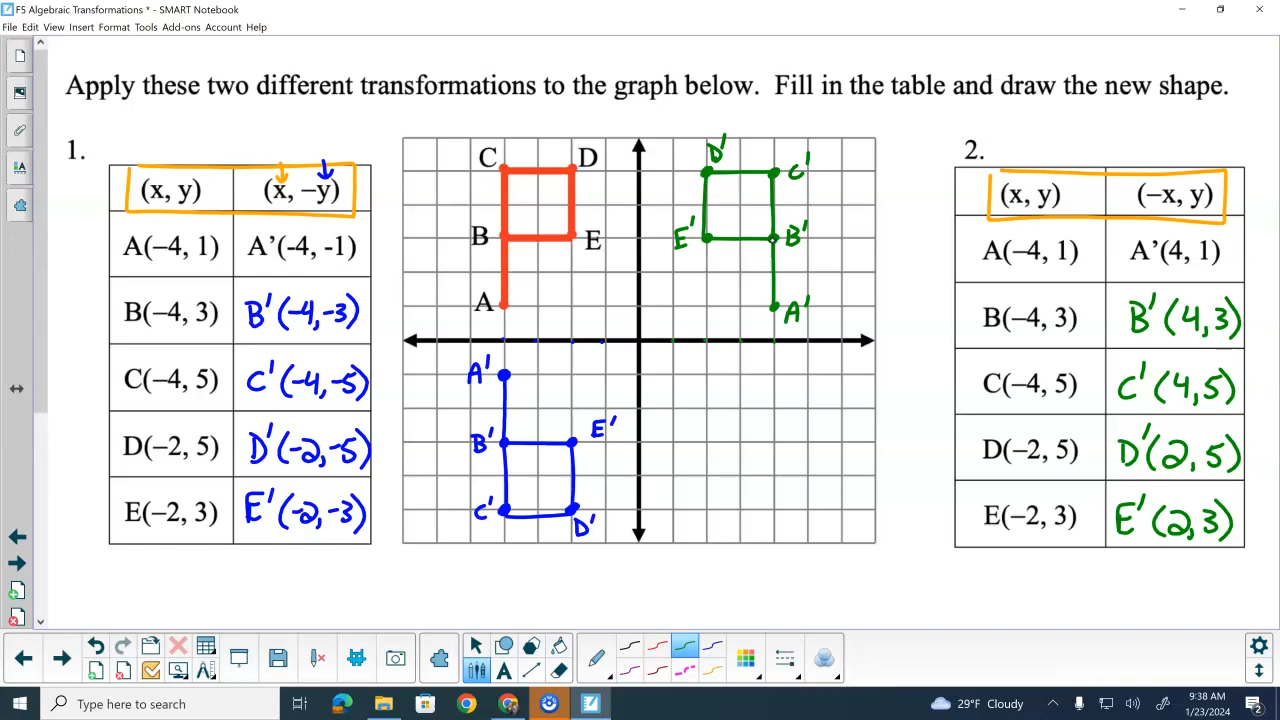 F5 Algebraic Transformations * - SMART Notebook
File Edit View Insert Format Tools Add-ons Account Help
Apply these two different transformations to the graph below. Fill in the table and draw the new shape.
1.
(x, y) (x, –y)
A(–4, 1) A’(-4, -1)
B(–4, 3) B'(-4,-3)
C(–4, 5) C'(-4,-5)
D(–2, 5) D'(-2,-5)
E(–2, 3) E'(-2,-3)
C D
B E
A
D' C'
E' B'
A'
A'
B' E'
C' D'
2.
(x, y) (–x, y)
A(–4, 1) A’(4, 1)
B(–4, 3) B'(4,3)
C(–4, 5) C'(4,5)
D(–2, 5) D'(2,5)
E(–2, 3) E'(2,3)
A
Type here to search
29°F Cloudy
9:38 AM
1/23/2024
2